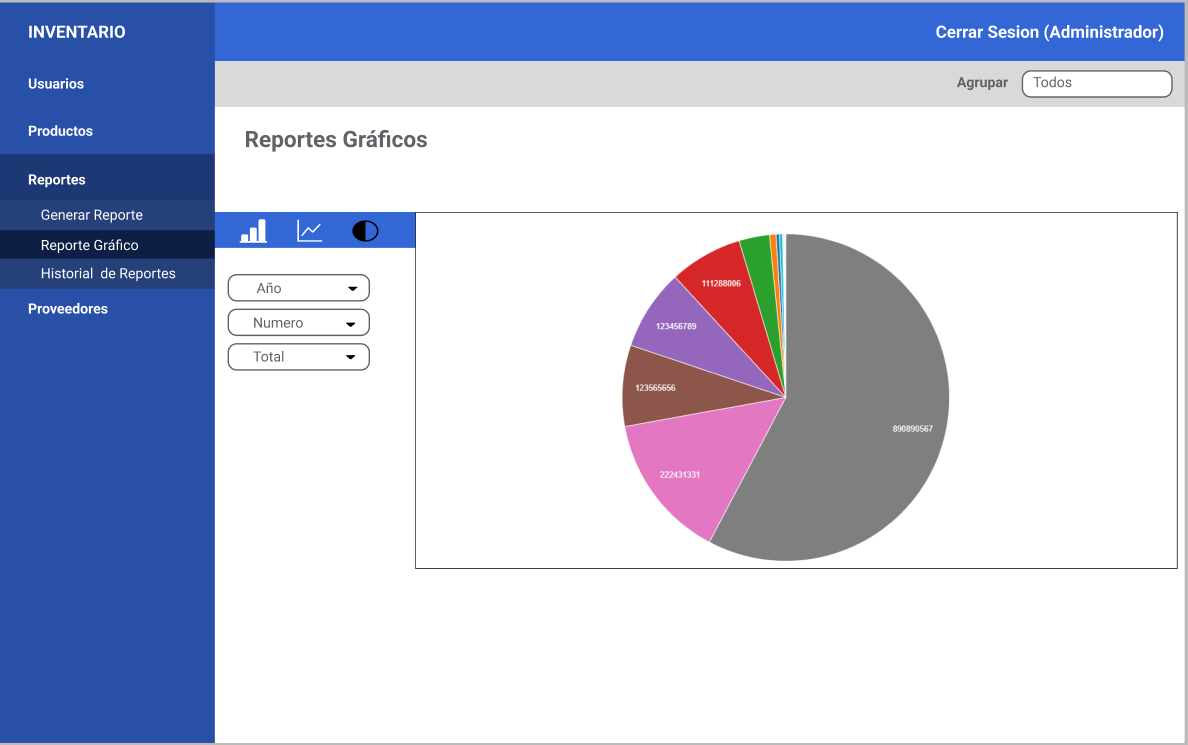 INVENTARIO
Cerrar Sesion (Administrador)
Usuarios
Agrupar
Todos
Productos
Reportes Gráficos
Reportes
Generar Reporte
Reporte Gráfico
Historial de Reportes
Proveedores
Año
Numero
Total
111288006
123456789
123565656
222431331
890890567